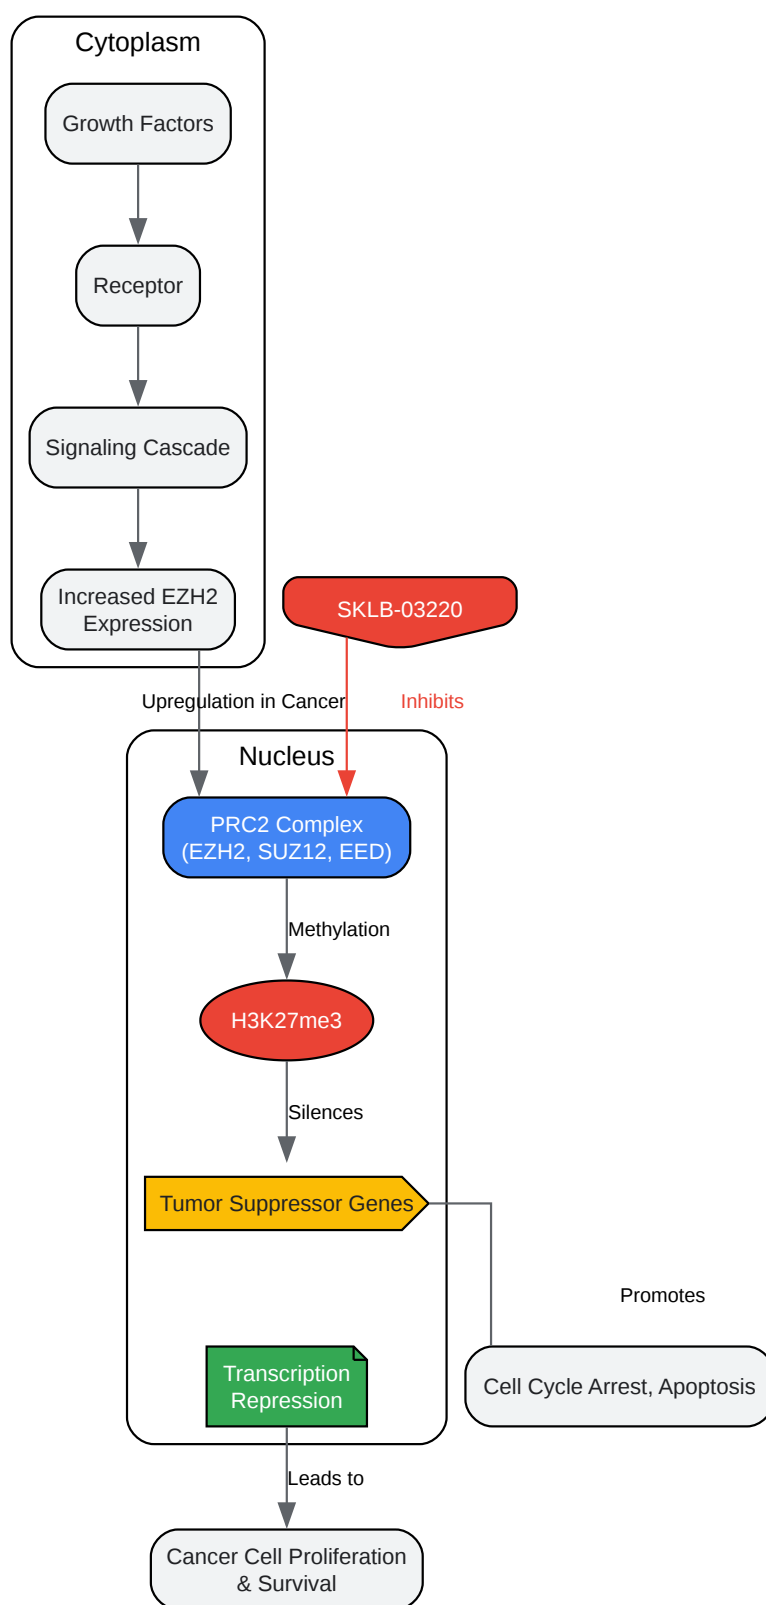 Cytoplasm
Growth Factors
Receptor
Signaling Cascade
Increased EZH2
Expression
SKLB-03220
Upregulation in Cancer
Inhibits
Nucleus
PRC2 Complex
(EZH2, SUZ12, EED)
Methylation
H3K27me3
Silences
Tumor Suppressor Genes
Promotes
Transcription
Repression
Cell Cycle Arrest, Apoptosis
Leads to
Cancer Cell Proliferation
& Survival